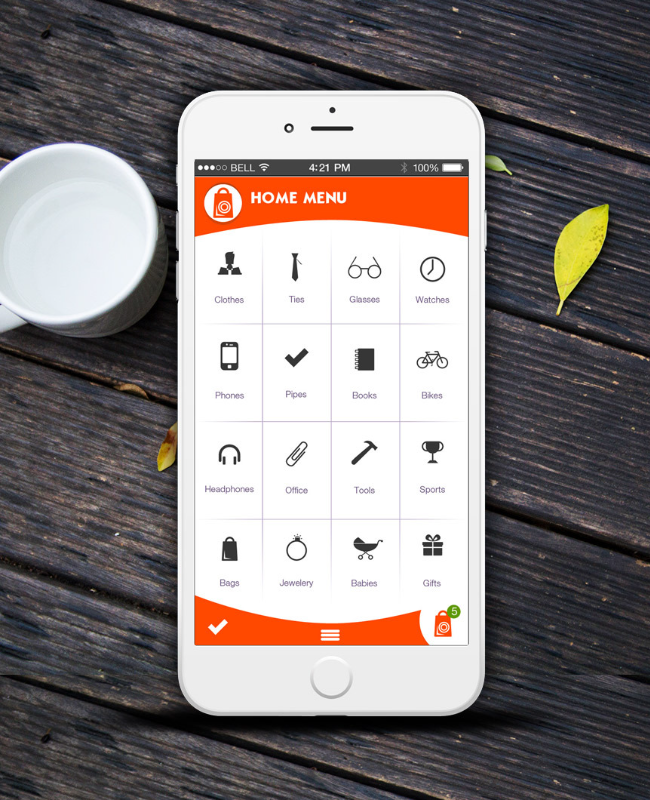 BELL 4:21 PM 100%
HOME MENU
Clothes Ties Glasses Watches
Phones Pipes Books Bikes
Headphones Office Tools Sports
Bags Jewelery Babies Gifts
5